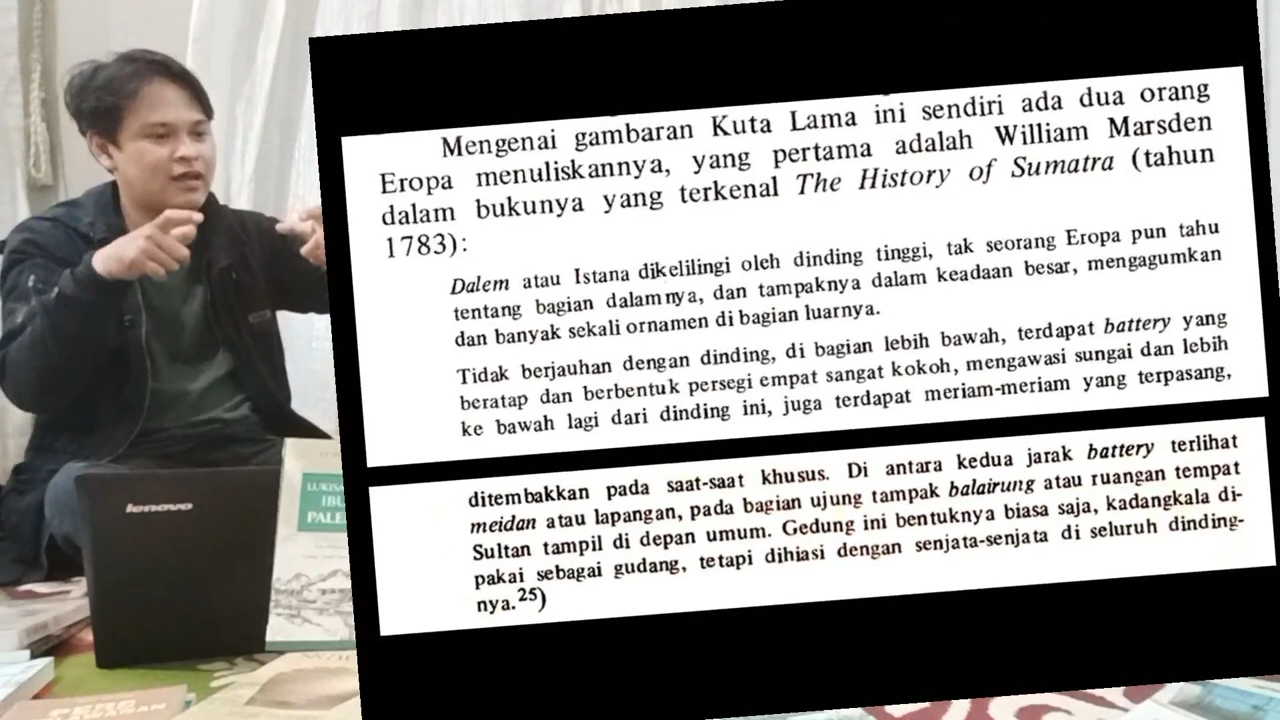 Mengenai gambaran Kuta Lama ini sendiri ada dua orang
Eropa menuliskannya, yang pertama adalah William Marsden
dalam bukunya yang terkenal The History of Sumatra (tahun
1783):
Dalem atau Istana dikelilingi oleh dinding tinggi, tak seorang Eropa pun tahu
tentang bagian dalamnya, dan tampaknya dalam keadaan besar, mengagumkan
dan banyak sekali ornamen di bagian luarnya.
Tidak berjauhan dengan dinding, di bagian lebih bawah, terdapat battery yang
beratap dan berbentuk persegi empat sangat kokoh, mengawasi sungai dan lebih
ke bawah lagi dari dinding ini, juga terdapat meriam-meriam yang terpasang,
ditembakkan pada saat-saat khusus. Di antara kedua jarak battery terlihat
meidan atau lapangan, pada bagian ujung tampak balairung atau ruangan tempat
Sultan tampil di depan umum. Gedung ini bentuknya biasa saja, kadangkala di-
pakai sebagai gudang, tetapi dihiasi dengan senjata-senjata di seluruh dinding-
nya.25)
lenovo
LUKIS
IBU
PALE